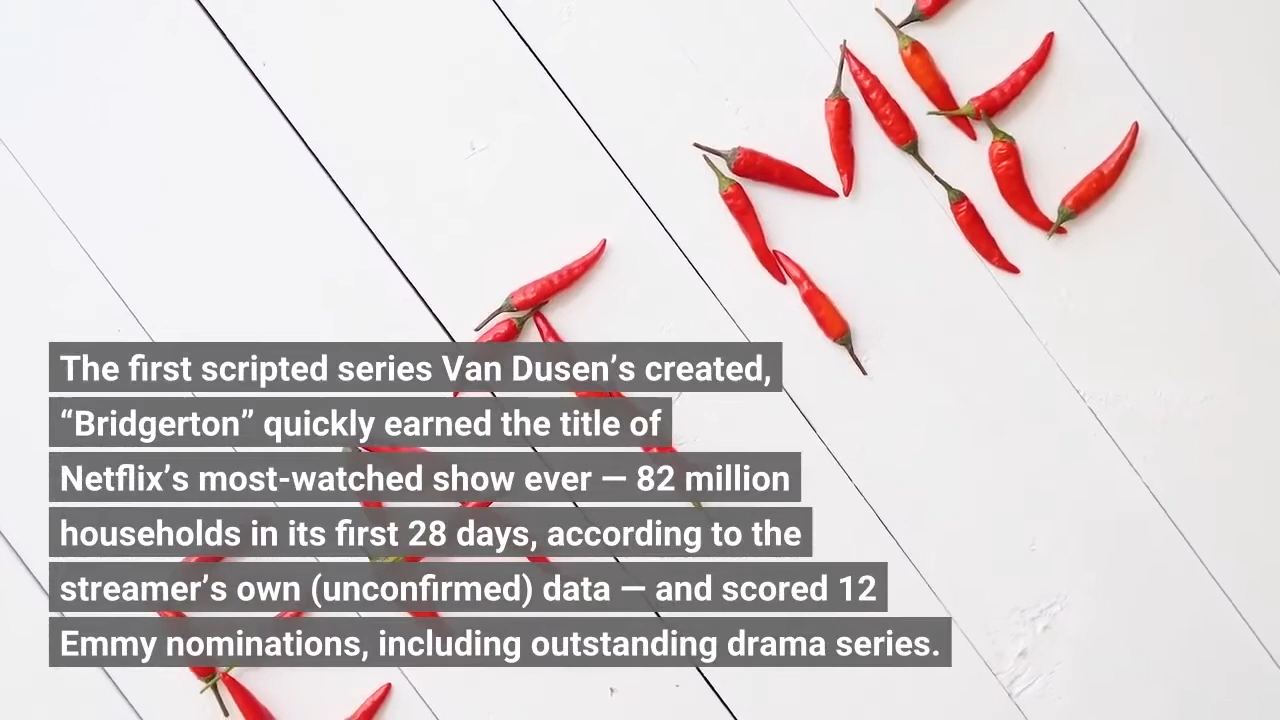 The first scripted series Van Dusen’s created,
“Bridgerton” quickly earned the title of
Netflix’s most-watched show ever — 82 million
households in its first 28 days, according to the
streamer’s own (unconfirmed) data — and scored 12
Emmy nominations, including outstanding drama series.